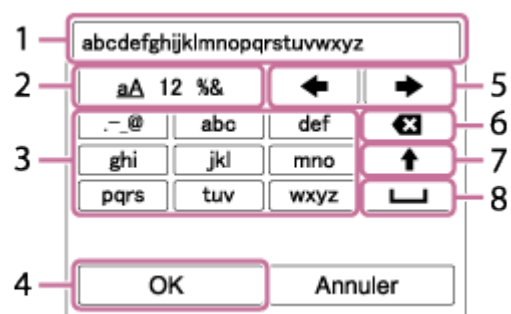 1 abcdefghijklmnopqrstuvwxyz
2 aA 12 %& 5
.-_@ abc def 6
3 ghi jkl mno 7
pqrs tuv wxyz 8
4 OK Annuler